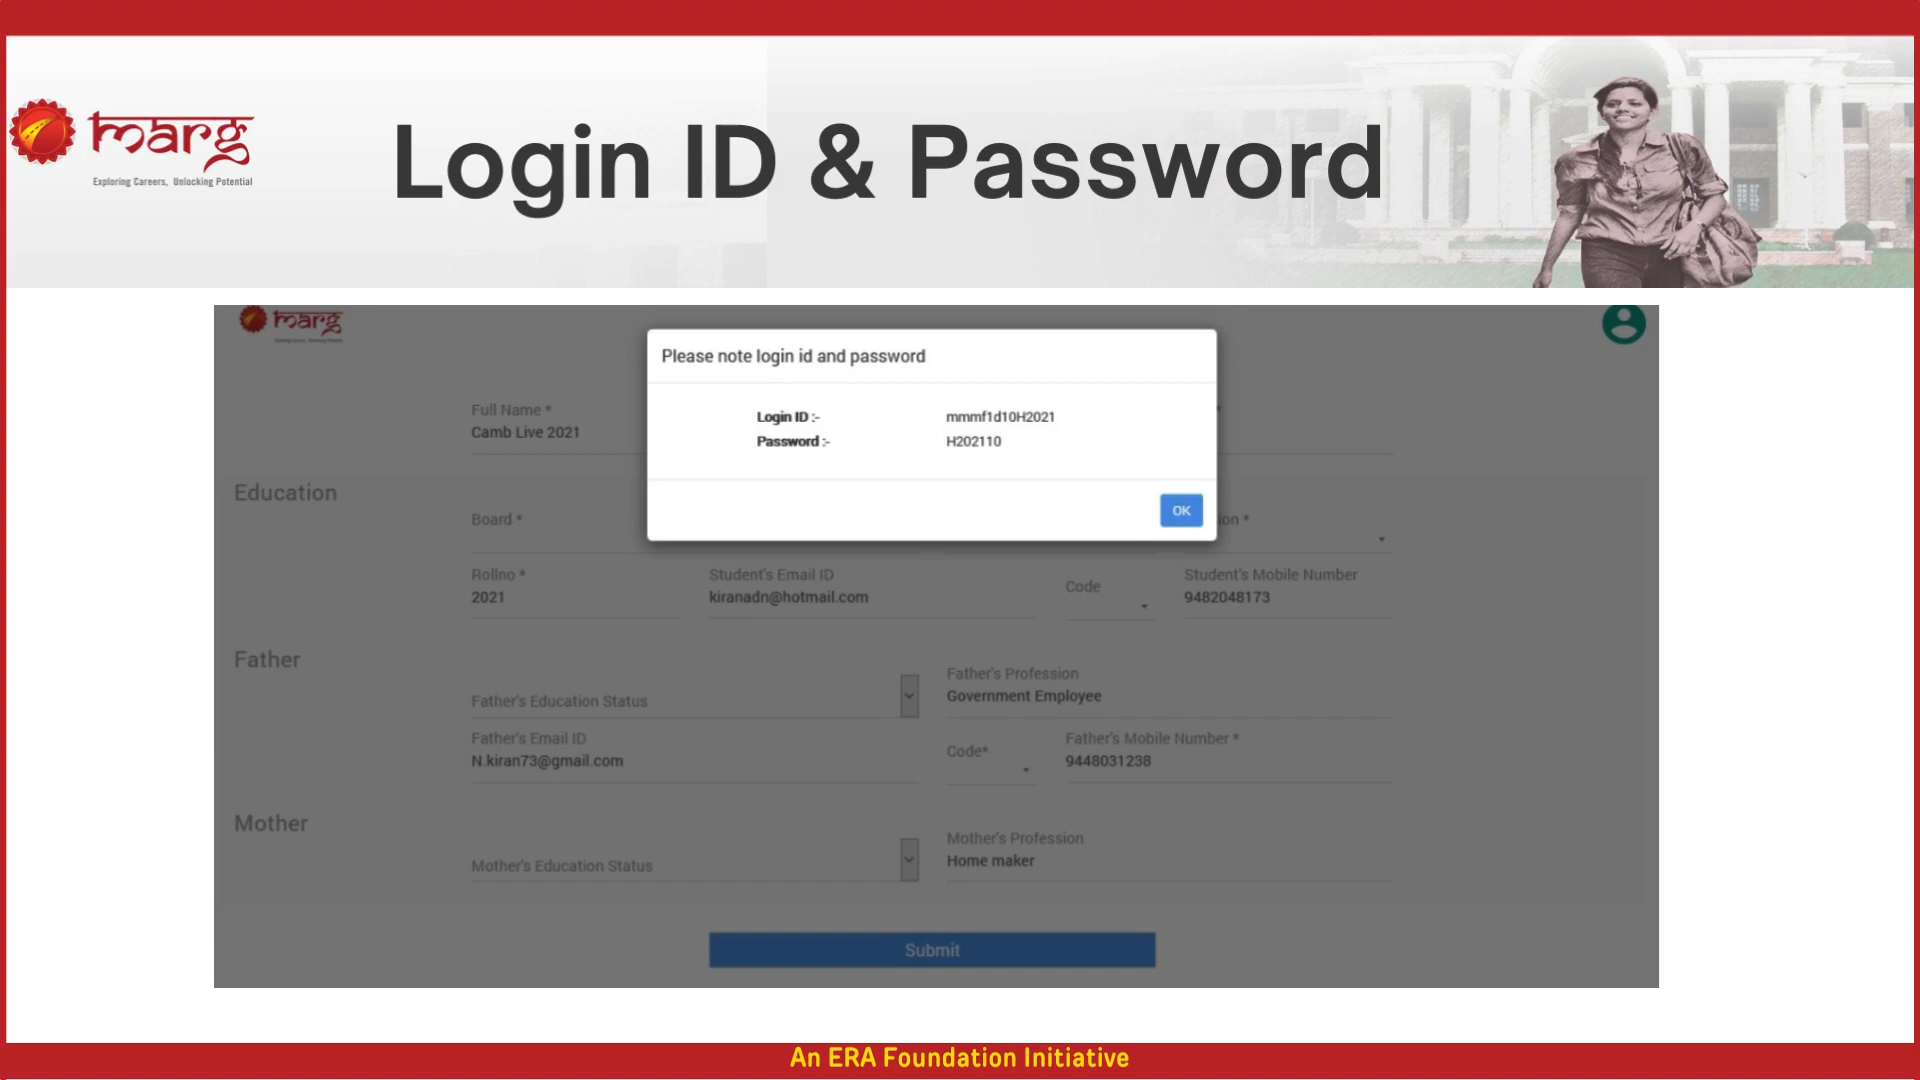 marg
Exploring Careers, Unlocking Potential
Login ID & Password
marg
Please note login id and password
Login ID :- mmmf1d10H2021
Password :- H202110
OK
Full Name *
Camb Live 2021
Education
Board *
ion *
Rollno * Student's Email ID Code Student's Mobile Number
2021 kiranadn@hotmail.com 9482048173
Father
Father's Education Status Father's Profession
Government Employee
Father's Email ID Code* Father's Mobile Number *
N.kiran73@gmail.com 9448031238
Mother
Mother's Education Status Mother's Profession
Home maker
Submit
An ERA Foundation Initiative